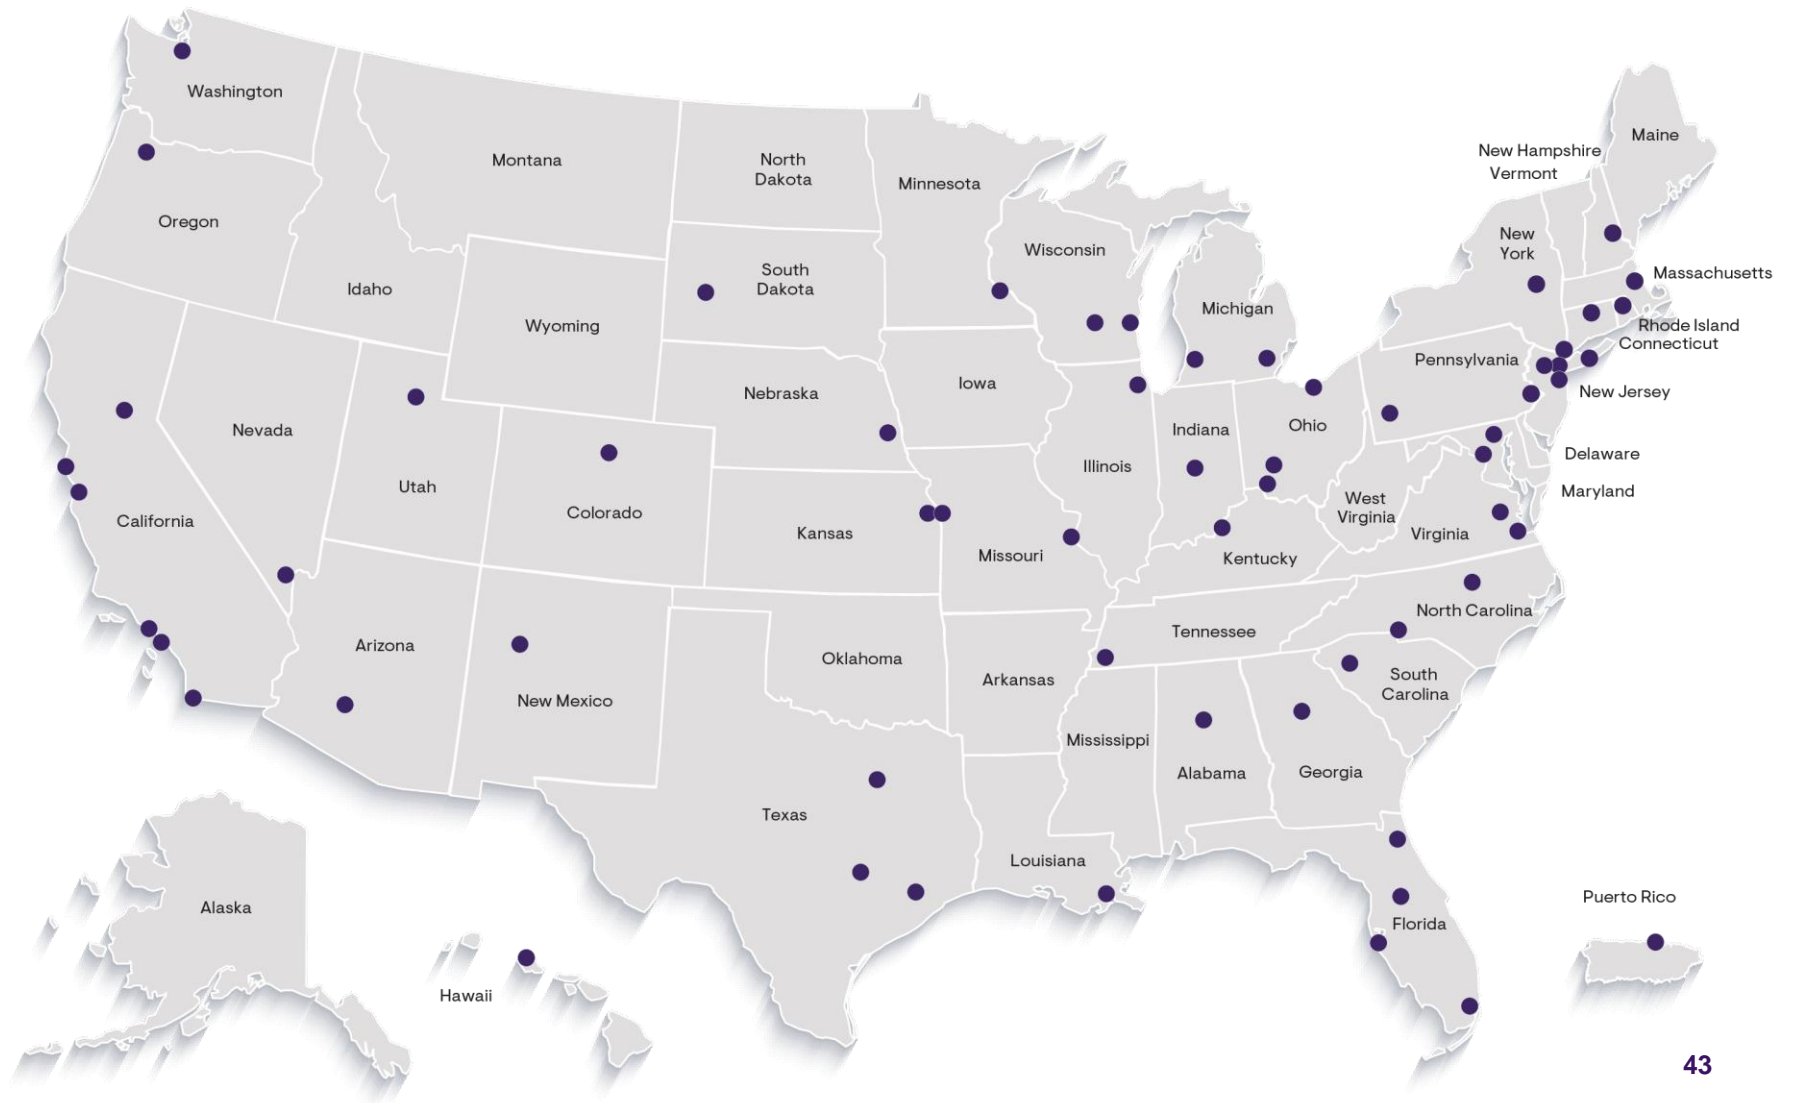 Washington
Montana
North
Dakota
Minnesota
New Hampshire
Vermont
Maine
Oregon
Idaho
South
Dakota
Wisconsin
Michigan
New
York
Massachusetts
Rhode Island
Connecticut
Wyoming
Pennsylvania
New Jersey
Nevada
Utah
Colorado
Nebraska
Iowa
Illinois
Indiana
Ohio
Delaware
Maryland
California
Kansas
Missouri
Kentucky
West
Virginia
Virginia
Arizona
New Mexico
Oklahoma
Arkansas
Tennessee
North Carolina
South
Carolina
Texas
Louisiana
Mississippi
Alabama
Georgia
Florida
Alaska
Hawaii
Puerto Rico
43